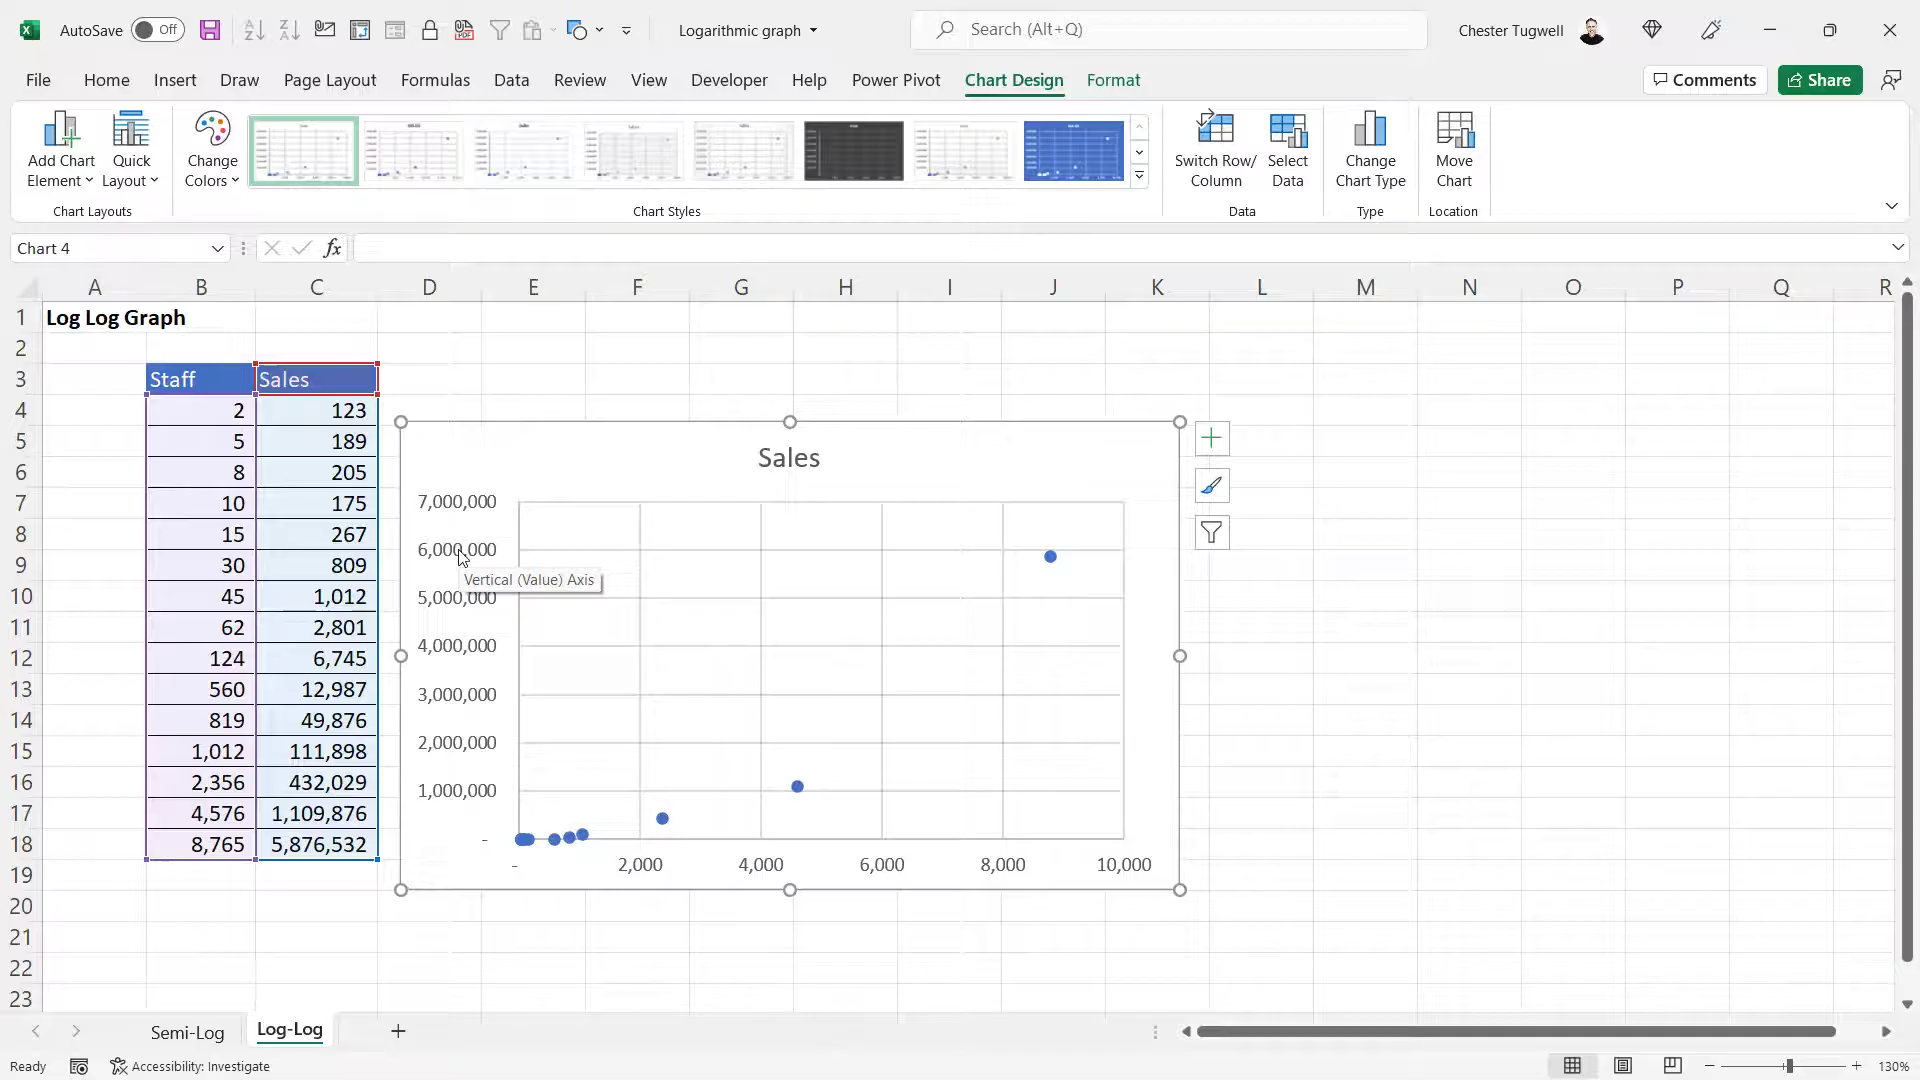 AutoSave Off Logarithmic graph Search (Alt+Q) Chester Tugwell
File Home Insert Draw Page Layout Formulas Data Review View Developer Help Power Pivot Chart Design Format Comments Share
Add Chart Element Quick Layout Change Colors Switch Row/ Column Select Data Change Chart Type Move Chart
Chart Layouts Chart Styles Data Type Location
Chart 4 fx
A B C D E F G H I J K L M N O P Q R
1 Log Log Graph
2
3 Staff Sales
4 2 123
5 5 189
6 8 205
7 10 175
8 15 267
9 30 809
10 45 1,012
11 62 2,801
12 124 6,745
13 560 12,987
14 819 49,876
15 1,012 111,898
16 2,356 432,029
17 4,576 1,109,876
18 8,765 5,876,532
19
20
21
22
23
Sales
7,000,000
6,000,000
Vertical (Value) Axis
5,000,000
4,000,000
3,000,000
2,000,000
1,000,000
-
- 2,000 4,000 6,000 8,000 10,000
Semi-Log Log-Log
Ready Accessibility: Investigate 130%